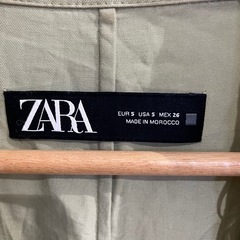 ZARA
EUR S USA S MEX 26
MADE IN MOROCCO